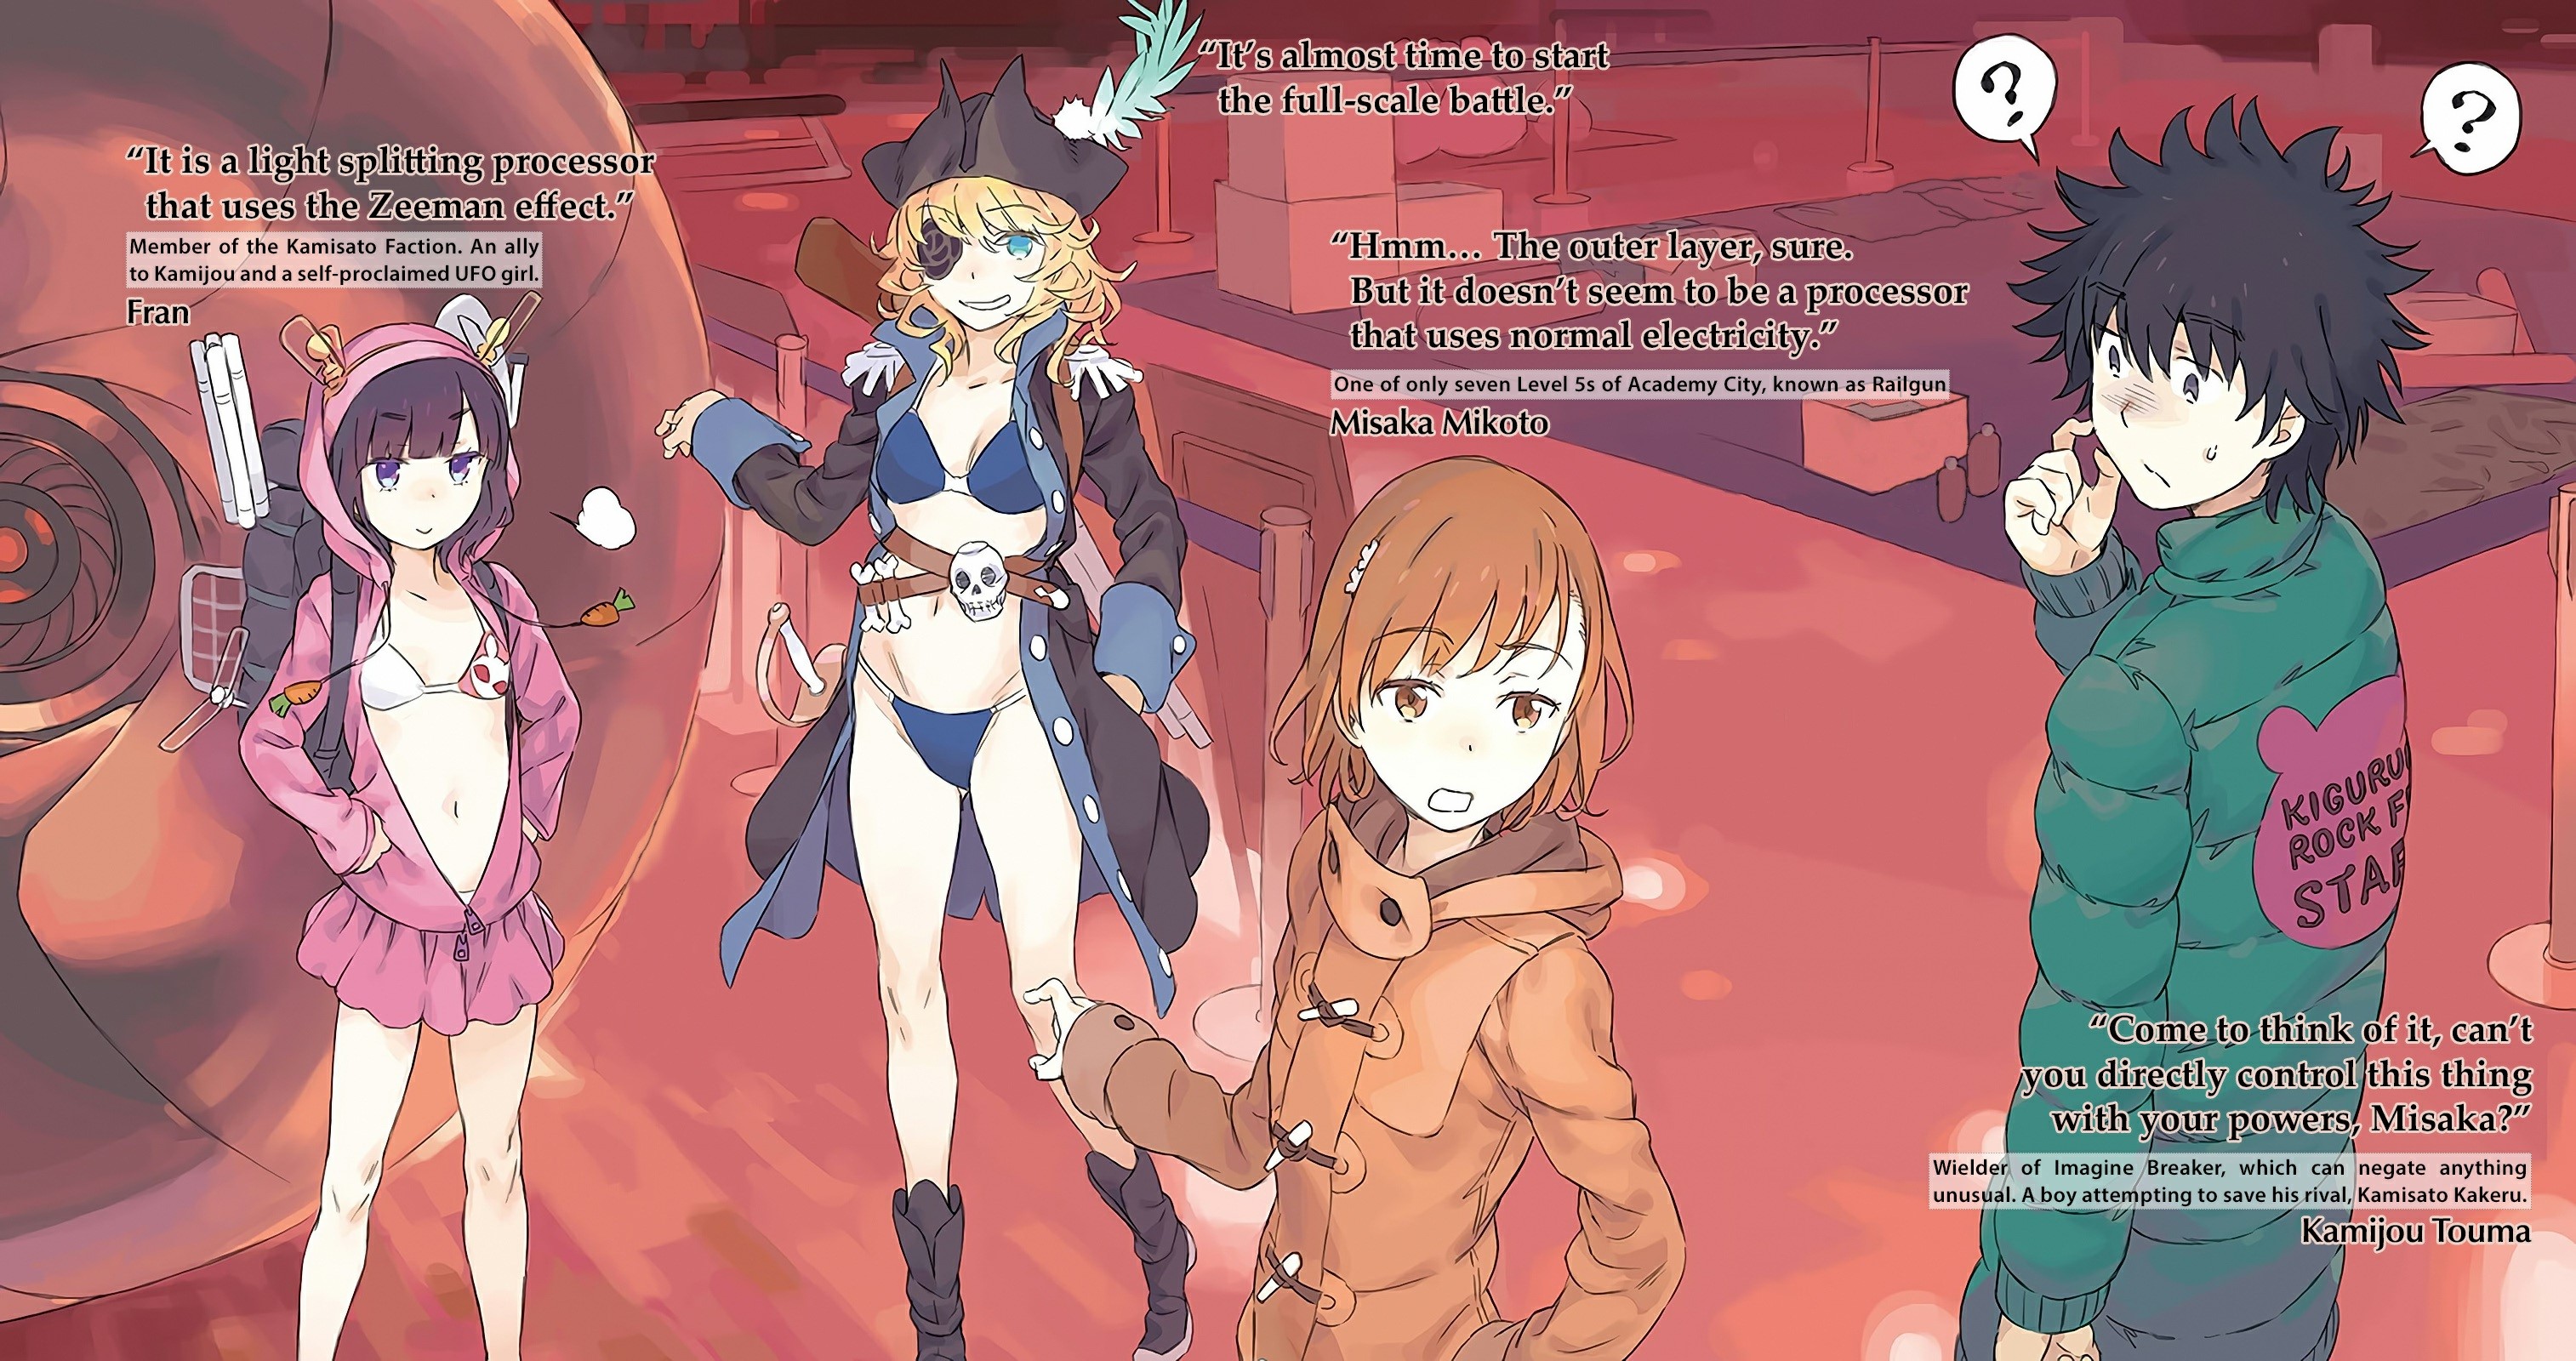 “It is a light splitting processor
that uses the Zeeman effect.”
Member of the Kamisato Faction. An ally
to Kamijou and a self-proclaimed UFO girl.
Fran
“It’s almost time to start
the full-scale battle.”
“Hmm… The outer layer, sure.
But it doesn’t seem to be a processor
that uses normal electricity.”
One of only seven Level 5s of Academy City, known as Railgun
Misaka Mikoto
?
?
KIGURU
ROCK F
STAF
“Come to think of it, can’t
you directly control this thing
with your powers, Misaka?”
Wielder of Imagine Breaker, which can negate anything
unusual. A boy attempting to save his rival, Kamisato Kakeru.
Kamijou Touma